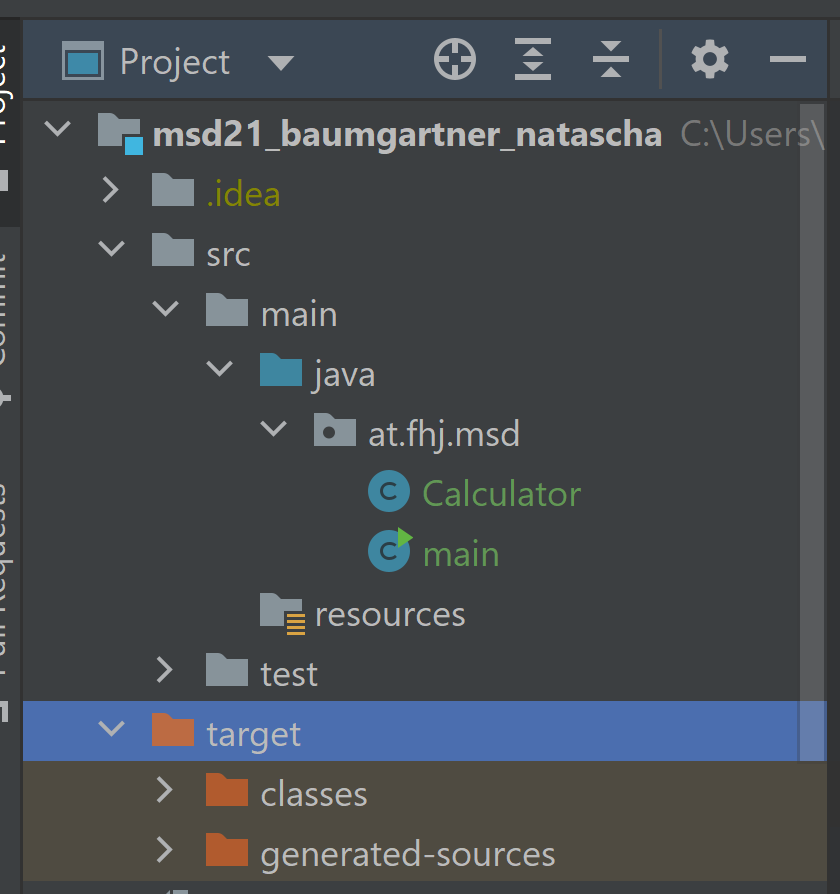 Project
msd21_baumgartner_natascha C:\Users\
.idea
src
main
java
at.fhj.msd
Calculator
main
resources
test
target
classes
generated-sources
Project
Commit
Pull Requests